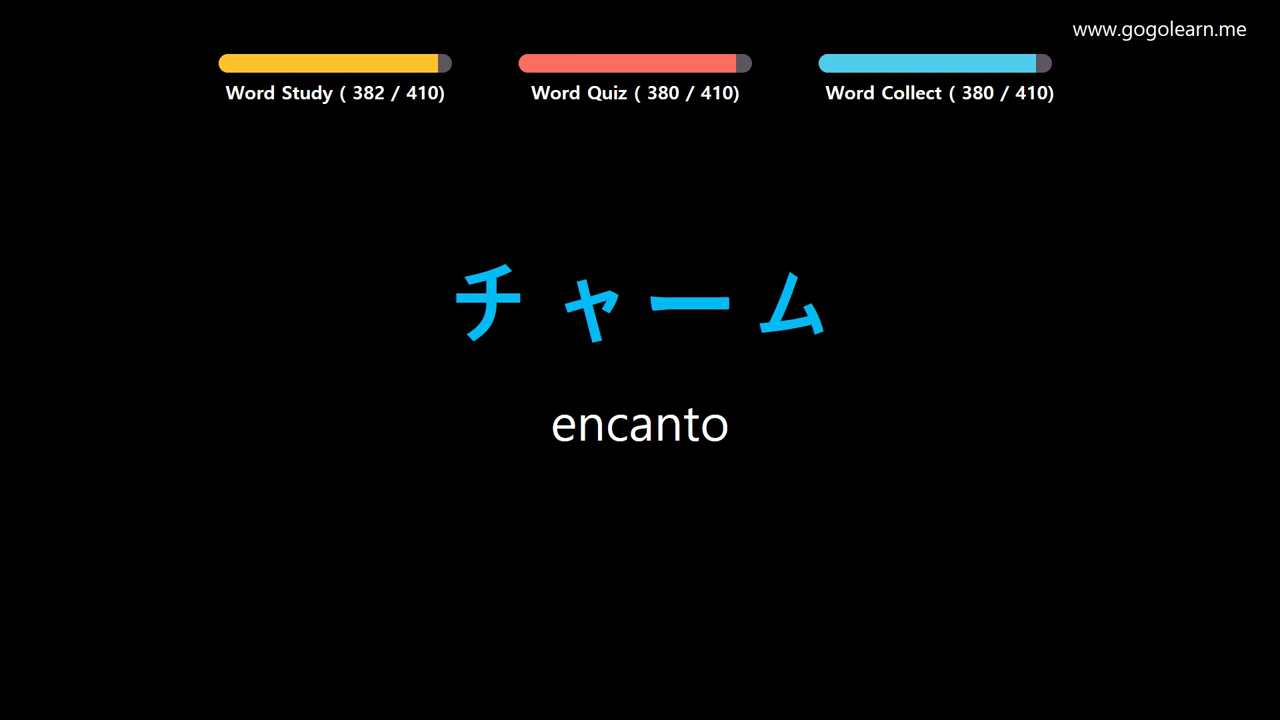 www.gogolearn.me
Word Study ( 382 / 410)
Word Quiz ( 380 / 410)
Word Collect ( 380 / 410)
チャーム
encanto